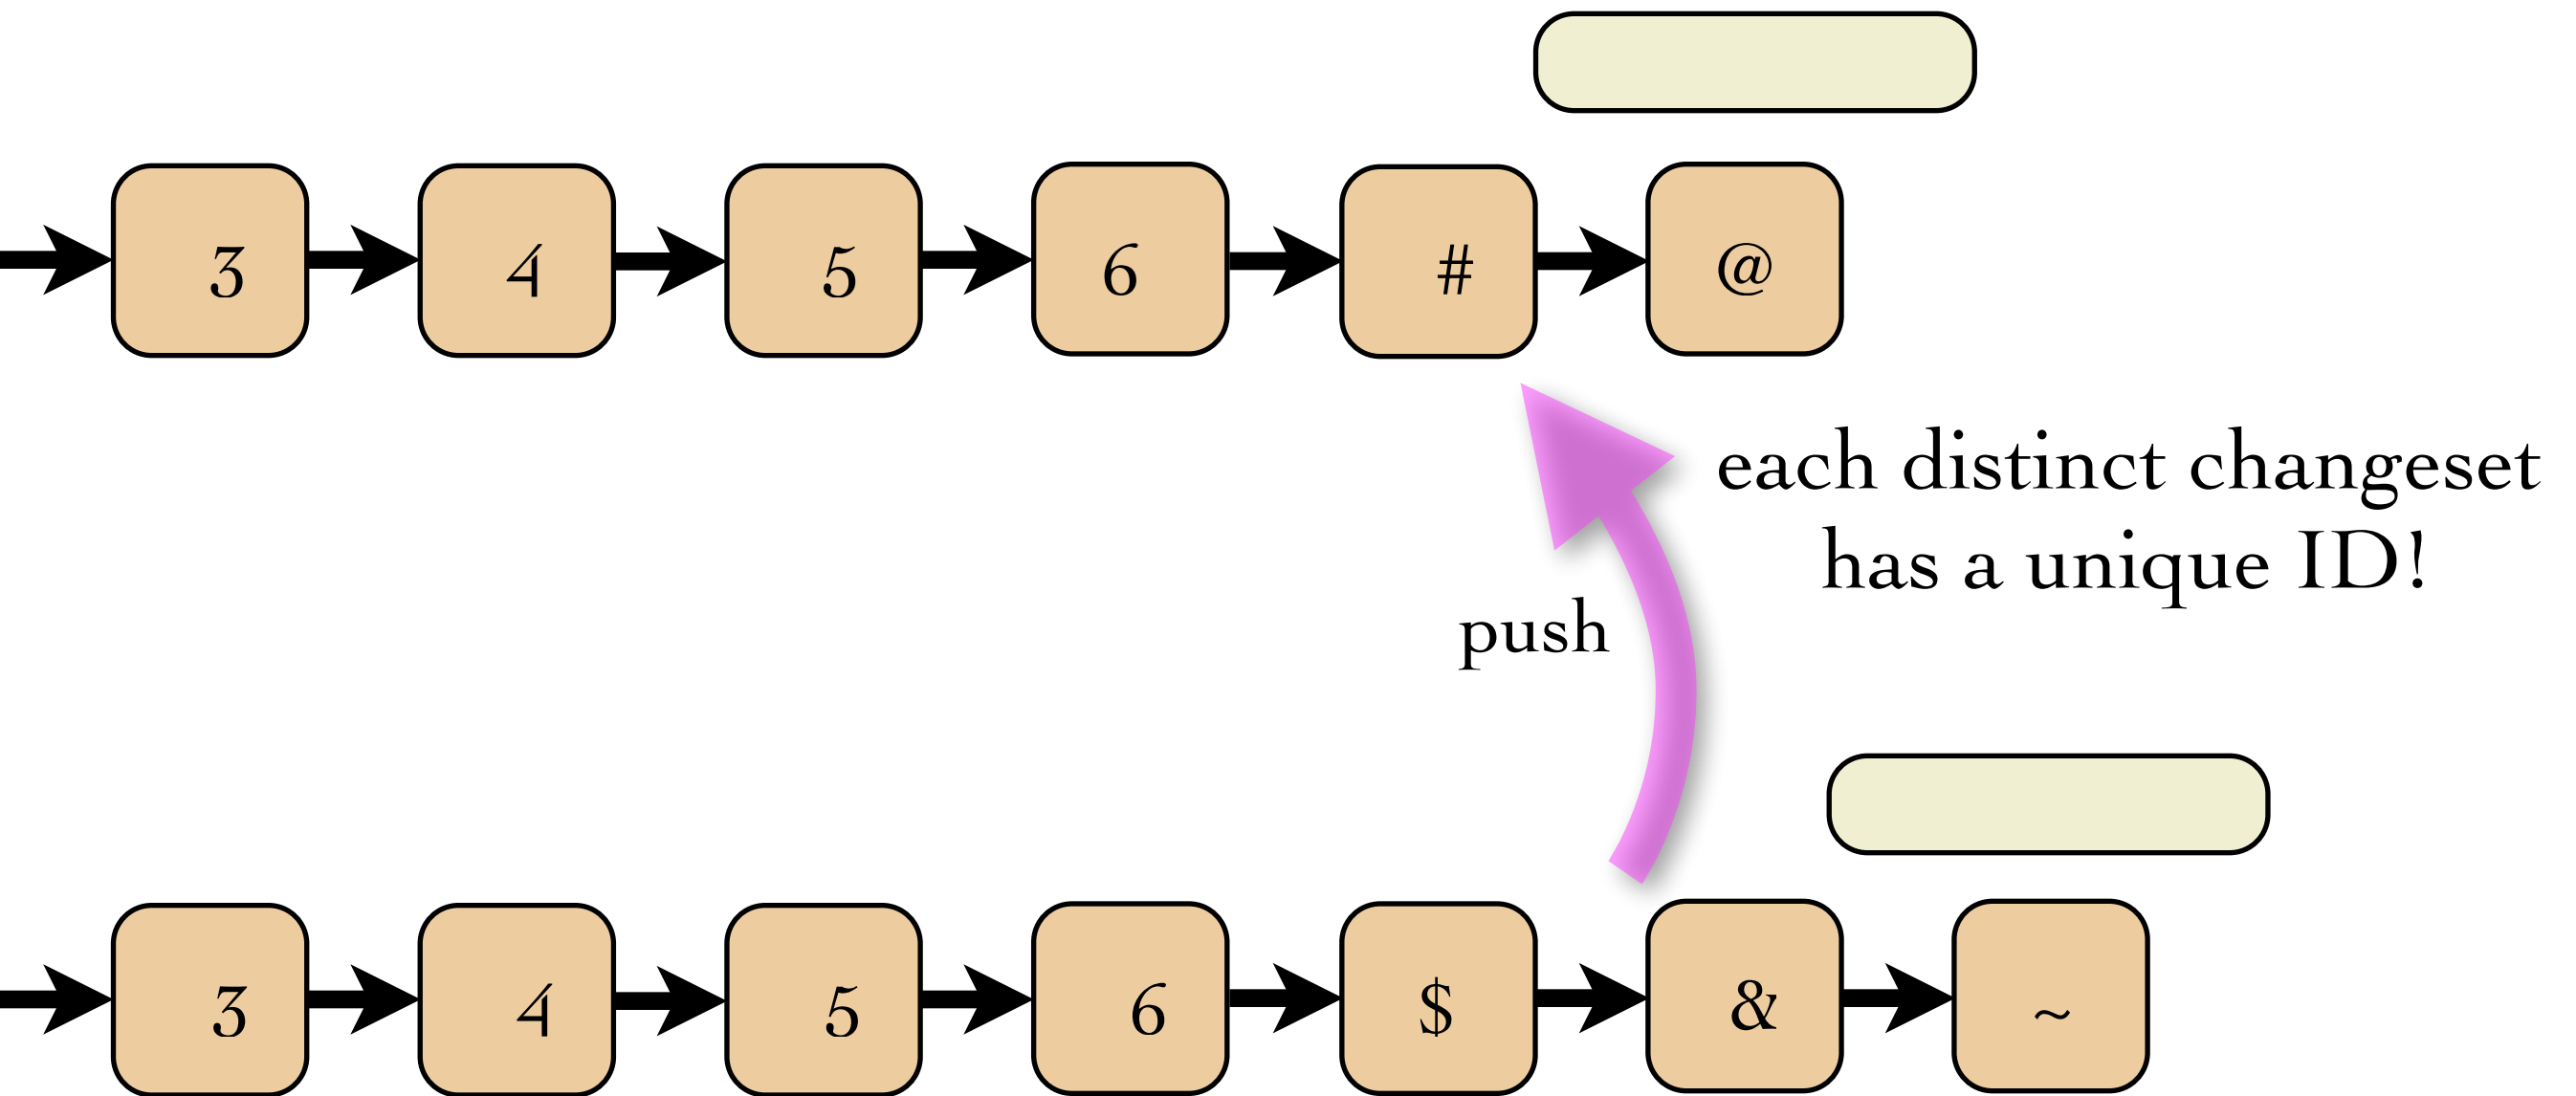 3 4 5 6 # @
each distinct changeset
has a unique ID!
push
3 4 5 6 $ & ~